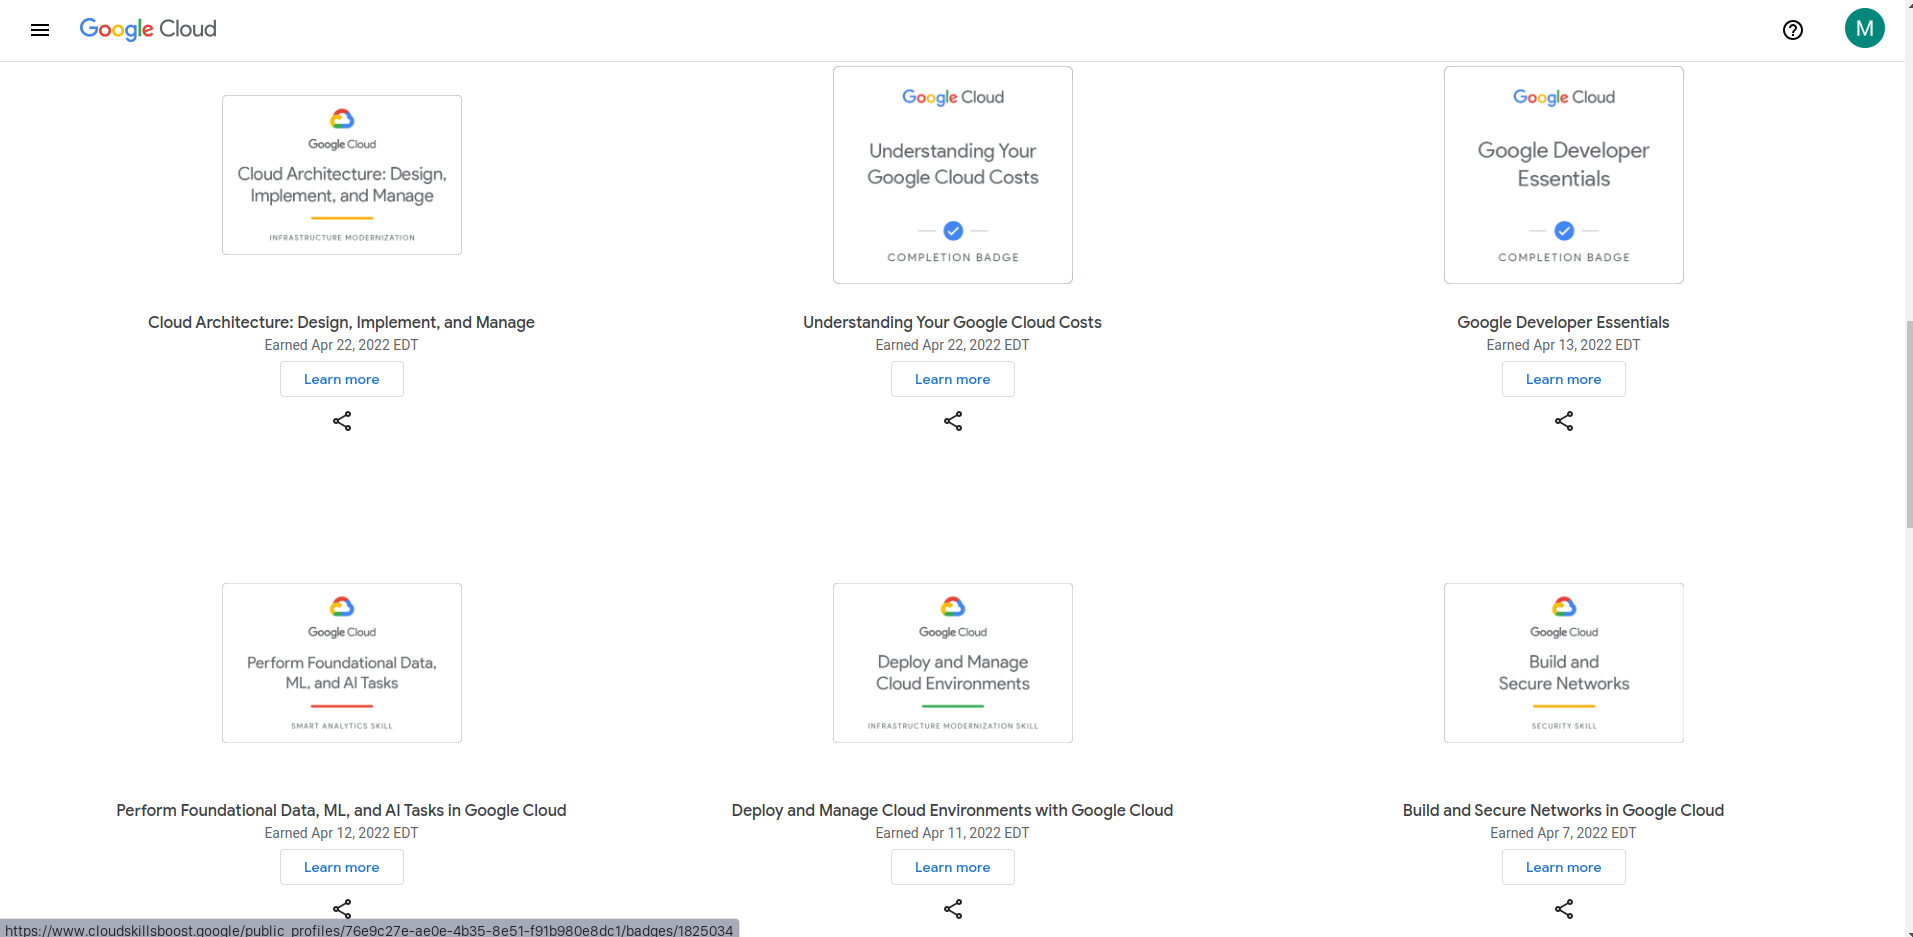 Google Cloud
M
Google Cloud
Cloud Architecture: Design,
Implement, and Manage
INFRASTRUCTURE MODERNIZATION
Google Cloud
Understanding Your
Google Cloud Costs
COMPLETION BADGE
Google Cloud
Google Developer
Essentials
COMPLETION BADGE
Cloud Architecture: Design, Implement, and Manage
Earned Apr 22, 2022 EDT
Learn more
Understanding Your Google Cloud Costs
Earned Apr 22, 2022 EDT
Learn more
Google Developer Essentials
Earned Apr 13, 2022 EDT
Learn more
Google Cloud
Perform Foundational Data,
ML, and AI Tasks
SMART ANALYTICS SKILL
Google Cloud
Deploy and Manage
Cloud Environments
INFRASTRUCTURE MODERNIZATION SKILL
Google Cloud
Build and
Secure Networks
SECURITY SKILL
Perform Foundational Data, ML, and AI Tasks in Google Cloud
Earned Apr 12, 2022 EDT
Learn more
Deploy and Manage Cloud Environments with Google Cloud
Earned Apr 11, 2022 EDT
Learn more
Build and Secure Networks in Google Cloud
Earned Apr 7, 2022 EDT
Learn more
https://www.cloudskillsboost.google/public_profiles/76e9c27e-ae0e-4b35-8e51-f91b980e8dc1/badges/1825034